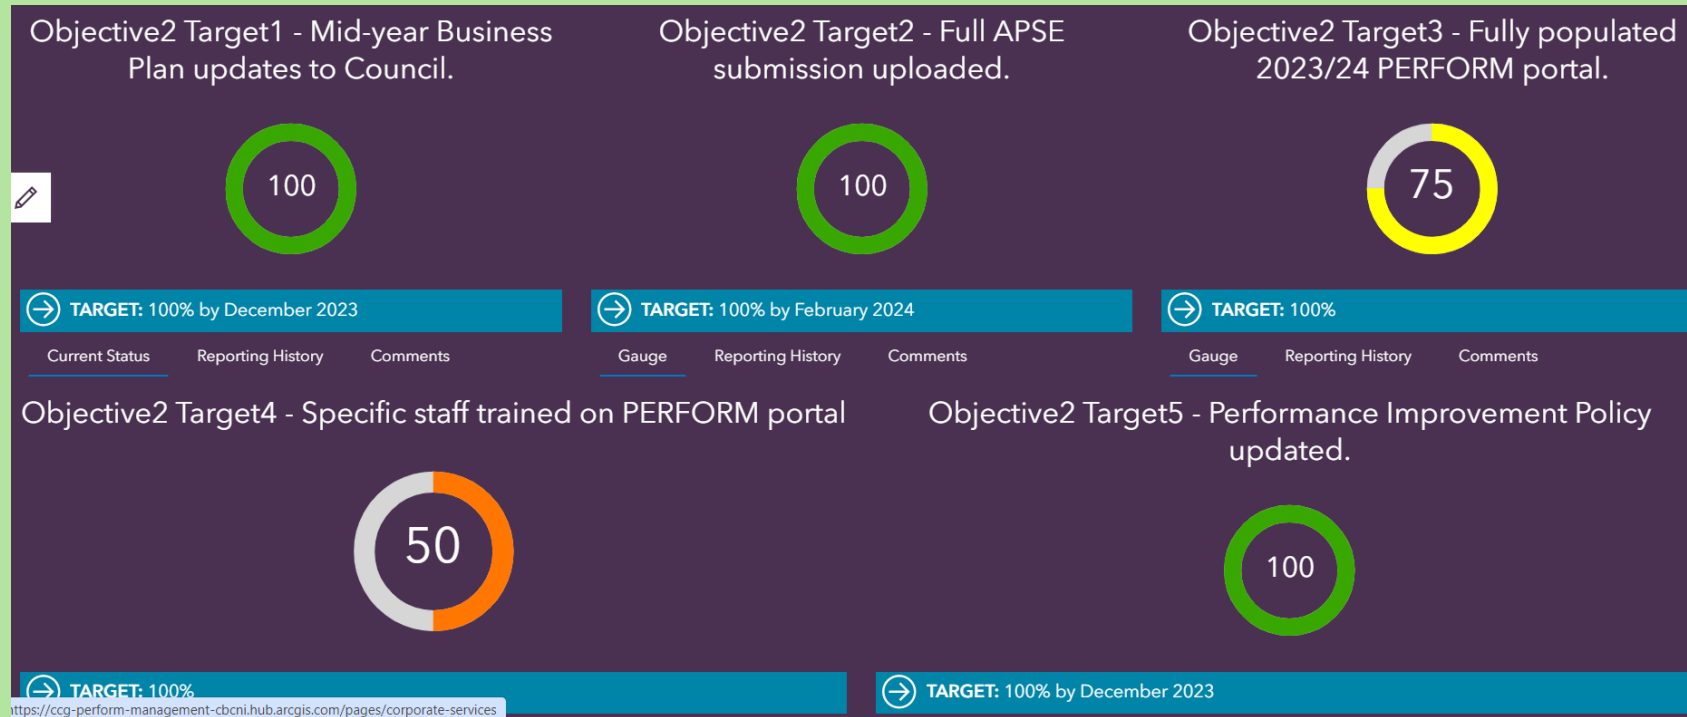 Objective2 Target1 - Mid-year Business
Plan updates to Council.
100
TARGET: 100% by December 2023
Current Status Reporting History Comments
Objective2 Target2 - Full APSE
submission uploaded.
100
TARGET: 100% by February 2024
Gauge Reporting History Comments
Objective2 Target3 - Fully populated
2023/24 PERFORM portal.
75
TARGET: 100%
Gauge Reporting History Comments
Objective2 Target4 - Specific staff trained on PERFORM portal
50
TARGET: 100%
Objective2 Target5 - Performance Improvement Policy
updated.
100
TARGET: 100% by December 2023
https://ccg-perform-management-cbcni.hub.arcgis.com/pages/corporate-services